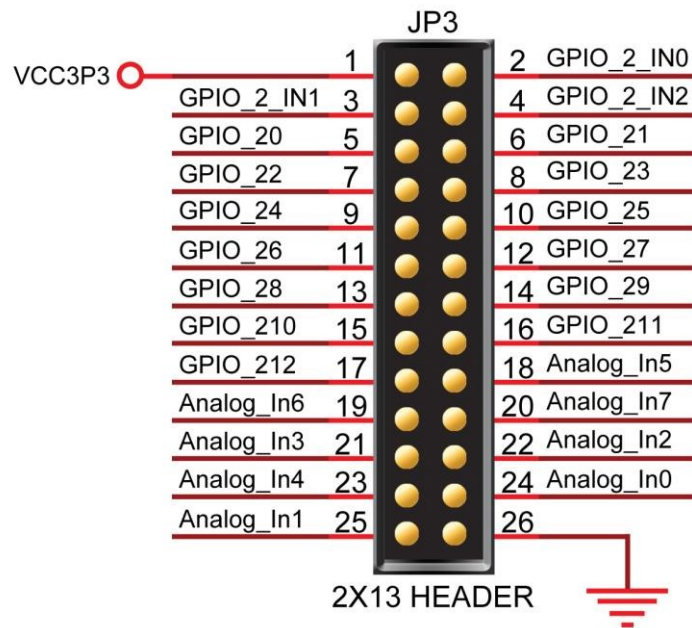 JP3
VCC3P3 1 2 GPIO_2_IN0
GPIO_2_IN1 3 4 GPIO_2_IN2
GPIO_20 5 6 GPIO_21
GPIO_22 7 8 GPIO_23
GPIO_24 9 10 GPIO_25
GPIO_26 11 12 GPIO_27
GPIO_28 13 14 GPIO_29
GPIO_210 15 16 GPIO_211
GPIO_212 17 18 Analog_In5
Analog_In6 19 20 Analog_In7
Analog_In3 21 22 Analog_In2
Analog_In4 23 24 Analog_In0
Analog_In1 25 26
2X13 HEADER